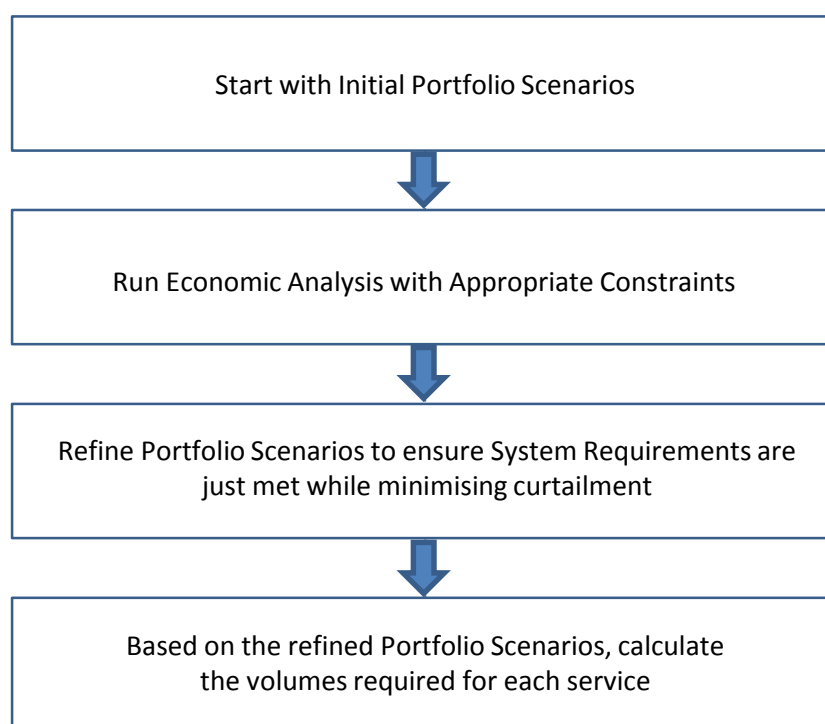 Start with Initial Portfolio Scenarios
Run Economic Analysis with Appropriate Constraints
Refine Portfolio Scenarios to ensure System Requirements are
just met while minimising curtailment
Based on the refined Portfolio Scenarios, calculate
the volumes required for each service